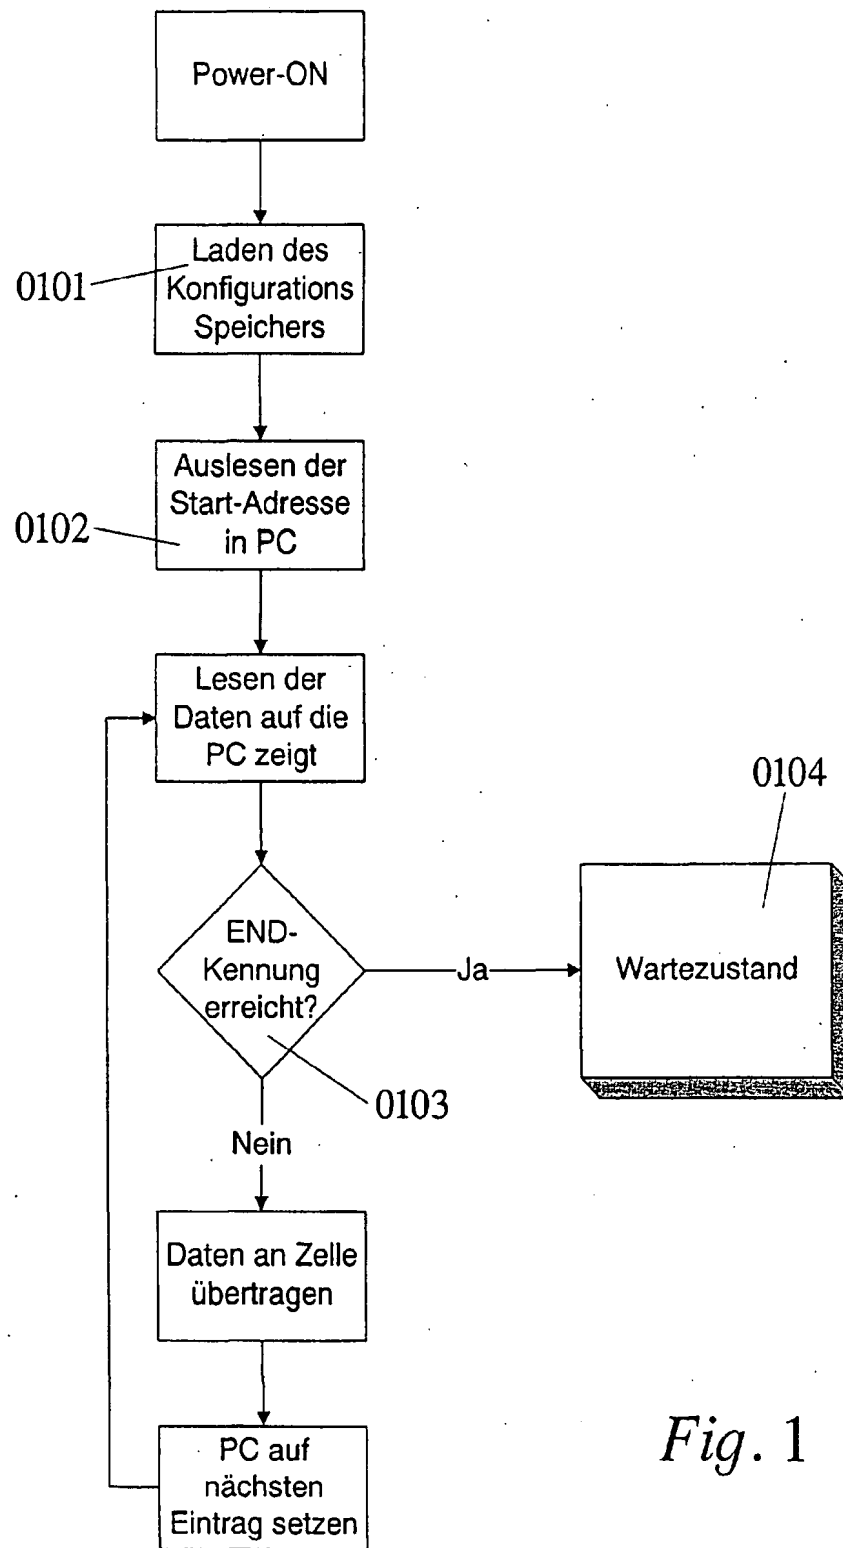 Power-ON
0101
Laden des
Konfigurations
Speichers
0102
Auslesen der
Start-Adresse
in PC
Lesen der
Daten auf die
PC zeigt
0104
END-
Kennung
erreicht?
Ja
Wartezustand
0103
Nein
Daten an Zelle
übertragen
PC auf
nächsten
Eintrag setzen
Fig. 1